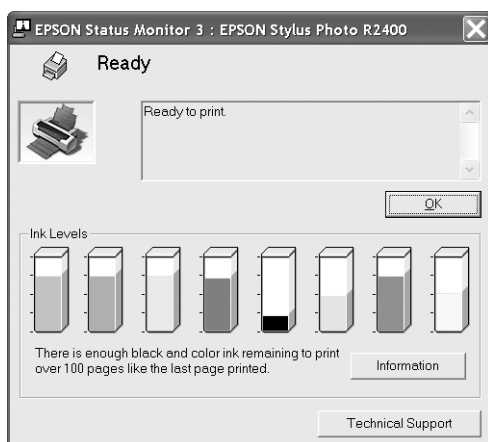 EPSON Status Monitor 3 : EPSON Stylus Photo R2400
Ready
Ready to print.
OK
Ink Levels
There is enough black and color ink remaining to print
over 100 pages like the last page printed.
Information
Technical Support